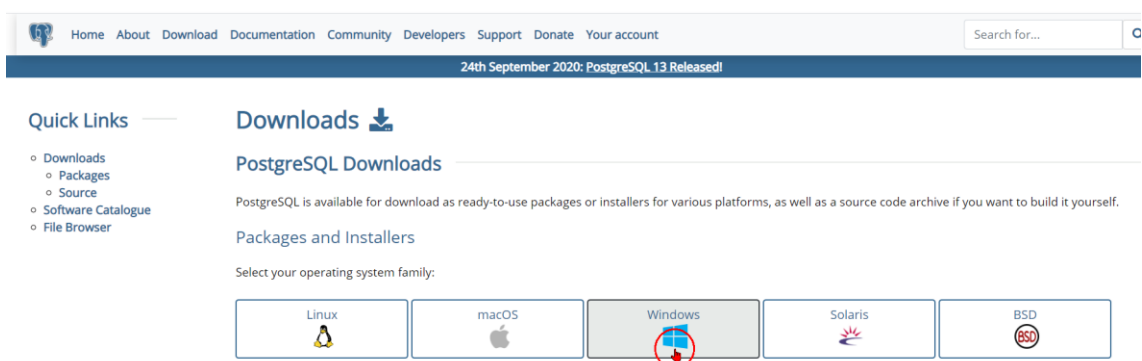 Home About Download Documentation Community Developers Support Donate Your account Search for...
24th September 2020: PostgreSQL 13 Released!
Quick Links
Downloads
Packages
Source
Software Catalogue
File Browser
Downloads
PostgreSQL Downloads
PostgreSQL is available for download as ready-to-use packages or installers for various platforms, as well as a source code archive if you want to build it yourself.
Packages and Installers
Select your operating system family:
Linux macOS Windows Solaris BSD
BSD